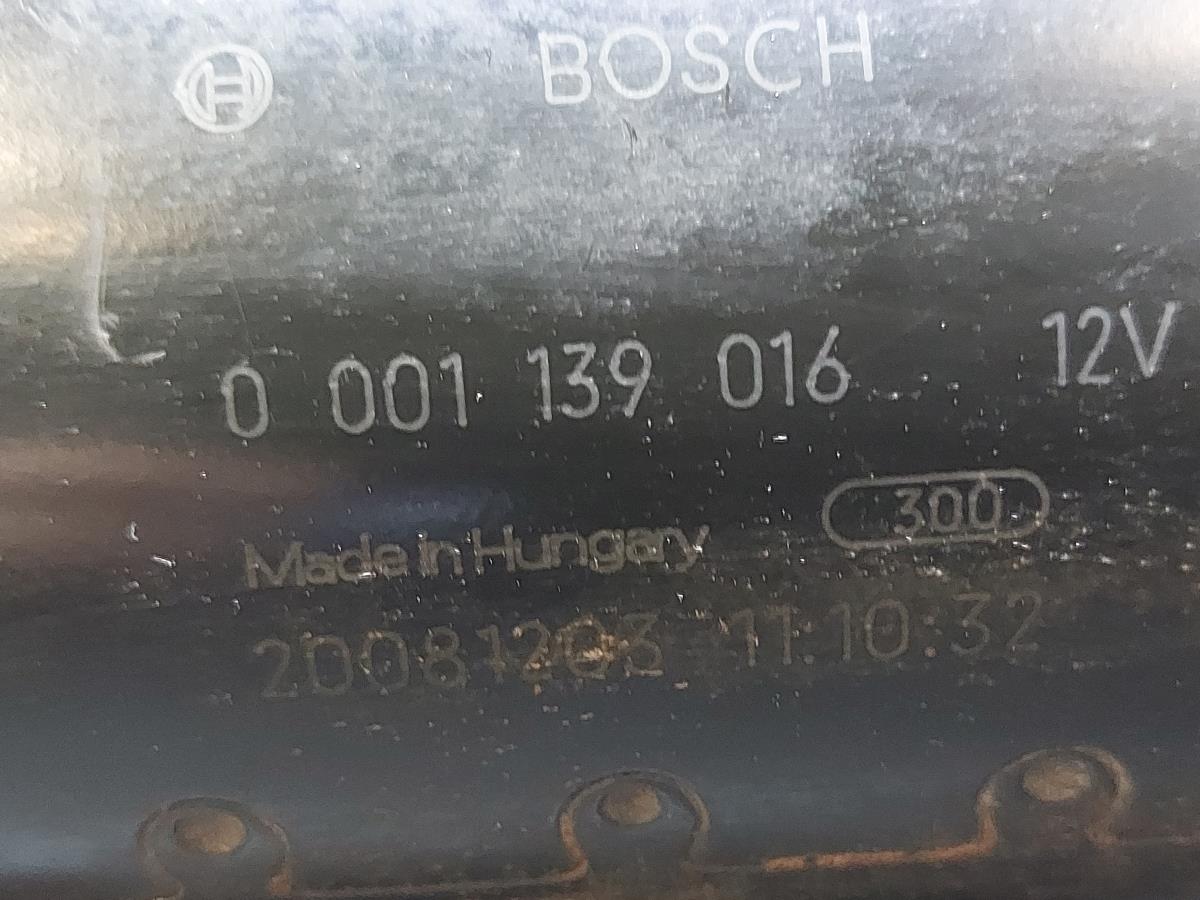 BOSCH
0 001 139 016 12V
Made in Hungary 300
20081203 11:10:32